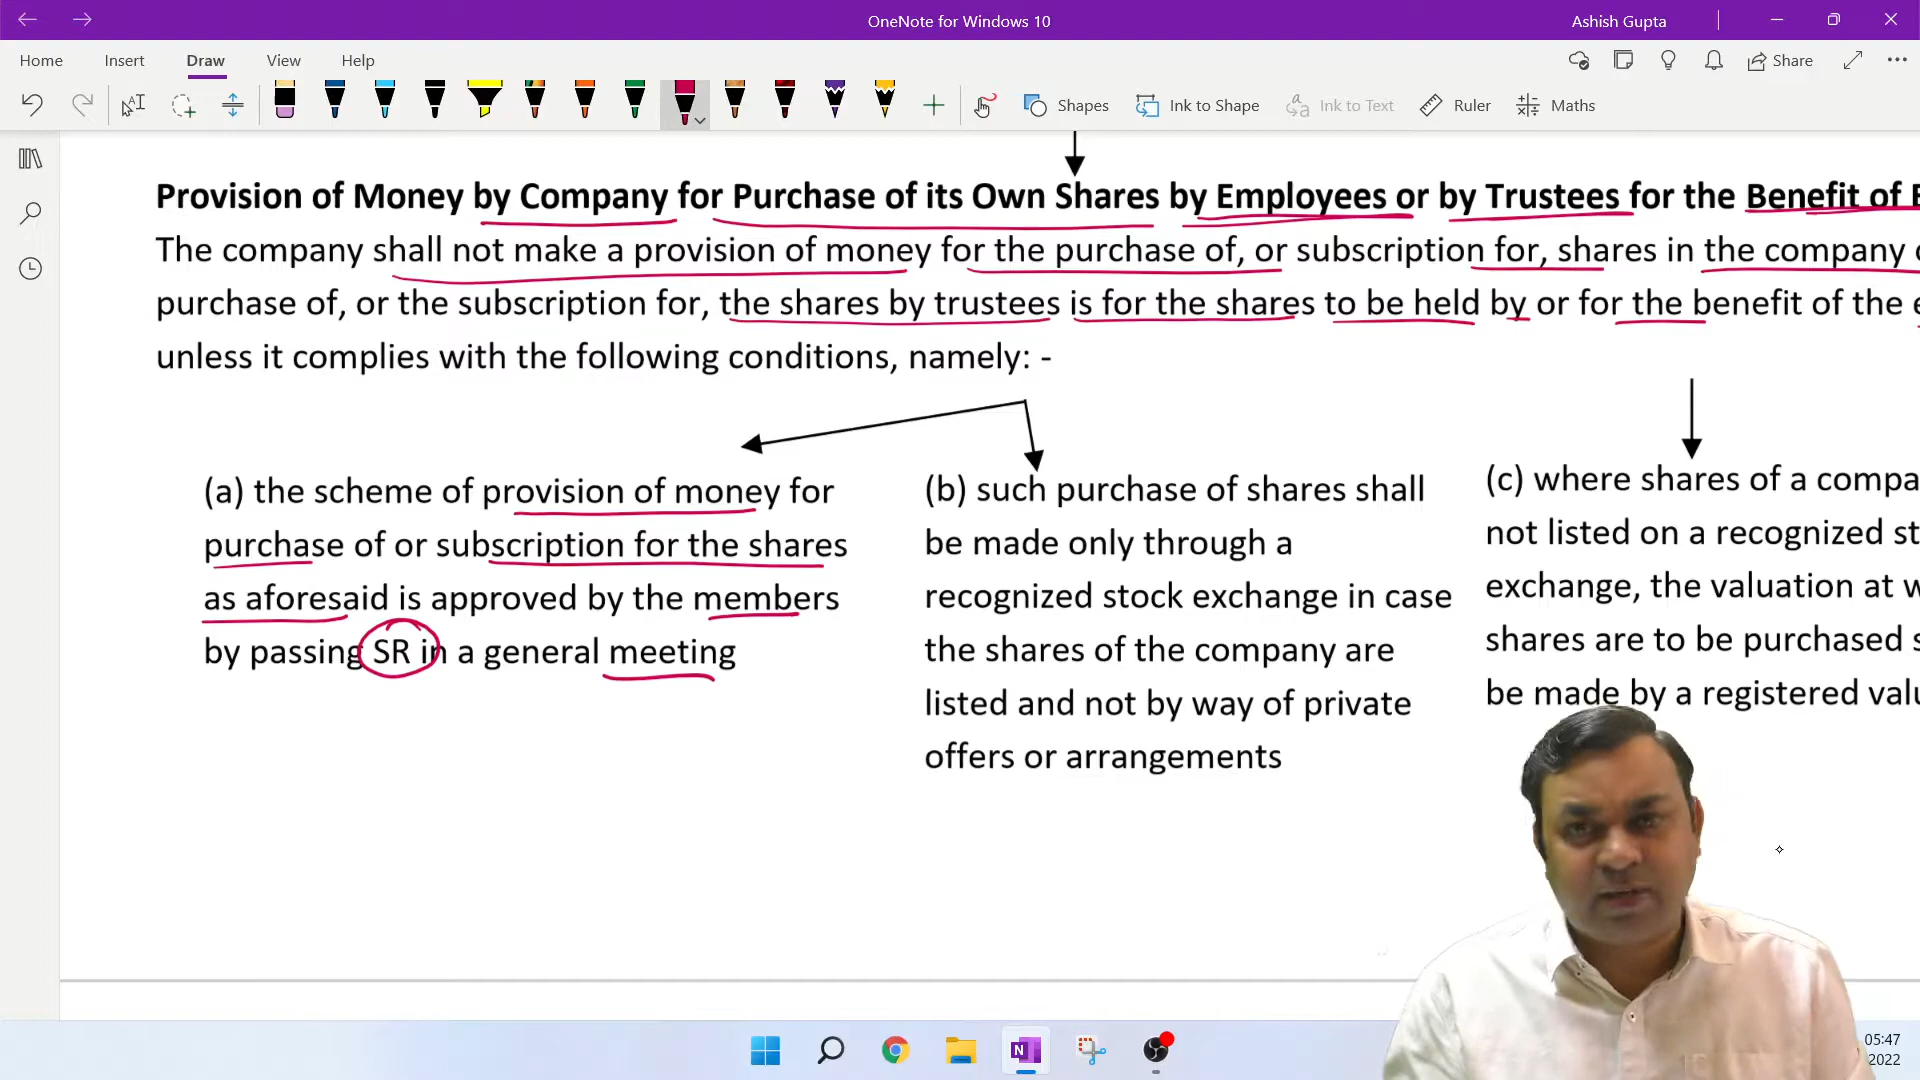 OneNote for Windows 10
Ashish Gupta
Home Insert Draw View Help
Share
Shapes Ink to Shape Ink to Text Ruler Maths
Provision of Money by Company for Purchase of its Own Shares by Employees or by Trustees for the Benefit of
The company shall not make a provision of money for the purchase of, or subscription for, shares in the company
purchase of, or the subscription for, the shares by trustees is for the shares to be held by or for the benefit of the
unless it complies with the following conditions, namely: -
(a) the scheme of provision of money for
purchase of or subscription for the shares
as aforesaid is approved by the members
by passing SR in a general meeting
(b) such purchase of shares shall
be made only through a
recognized stock exchange in case
the shares of the company are
listed and not by way of private
offers or arrangements
(c) where shares of a compa
not listed on a recognized st
exchange, the valuation at w
shares are to be purchased s
be made by a registered valu
05:47
2022